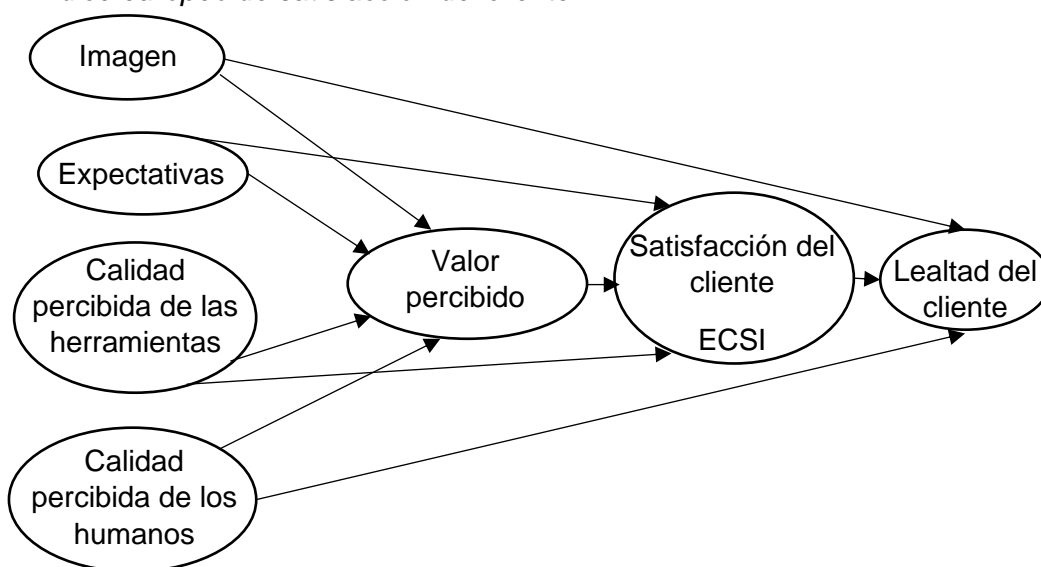 Imagen
Expectativas
Calidad
percibida de las
herramientas
Calidad
percibida de los
humanos
Valor
percibido
Satisfacción del
cliente
ECSI
Lealtad del
cliente